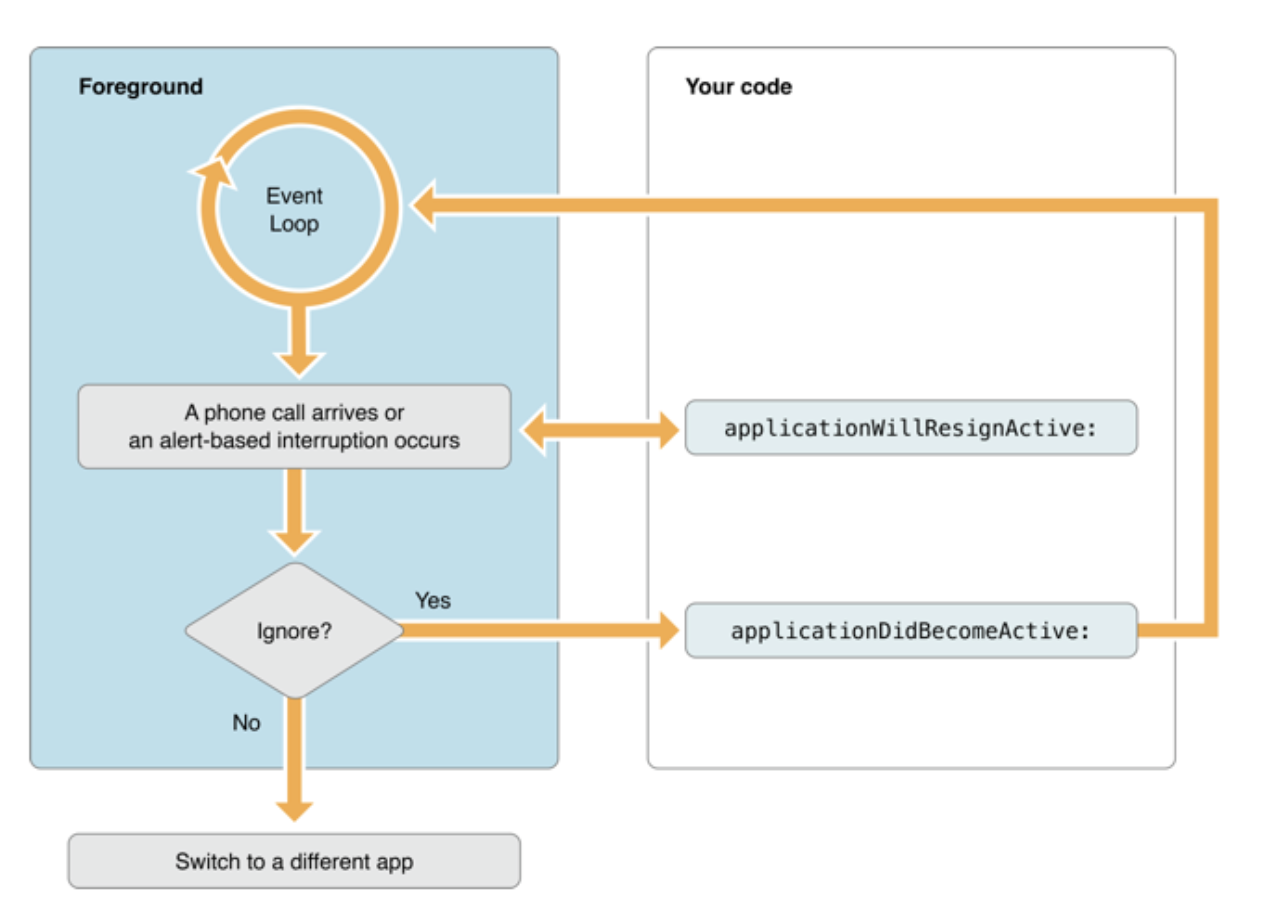 Foreground
Your code
Event
Loop
A phone call arrives or
an alert-based interruption occurs
applicationWillResignActive:
Ignore?
Yes
applicationDidBecomeActive:
No
Switch to a different app